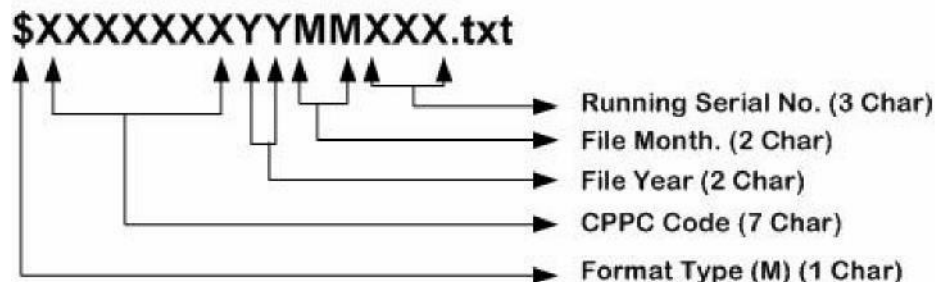 $XXXXXXXYYMMXXX.txt
Running Serial No. (3 Char)
File Month. (2 Char)
File Year (2 Char)
CPPC Code (7 Char)
Format Type (M) (1 Char)